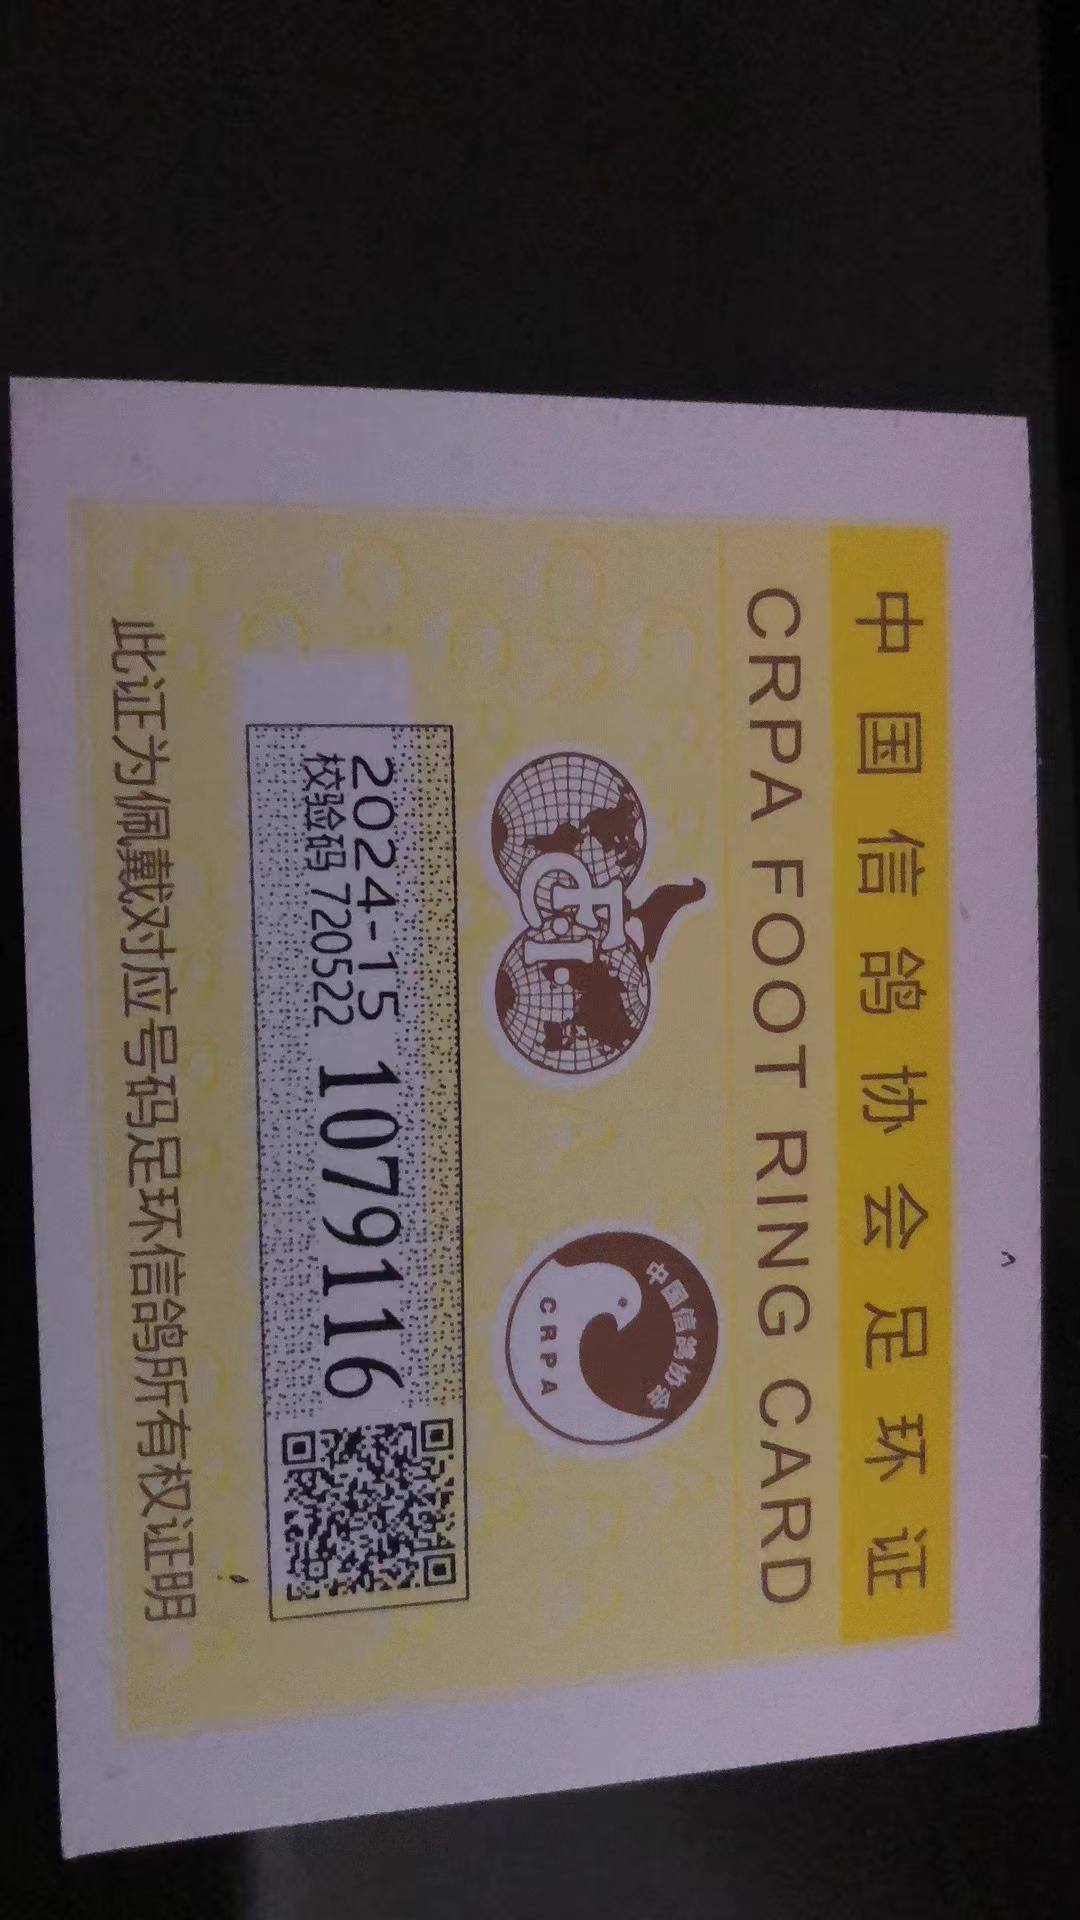 中国信鸽协会足环证
CRPA FOOT RING CARD
CFI
中国信鸽协会
CRPA
2024-15 1079116
校验码 720522
此证为佩戴对应号码足环信鸽所有权证明